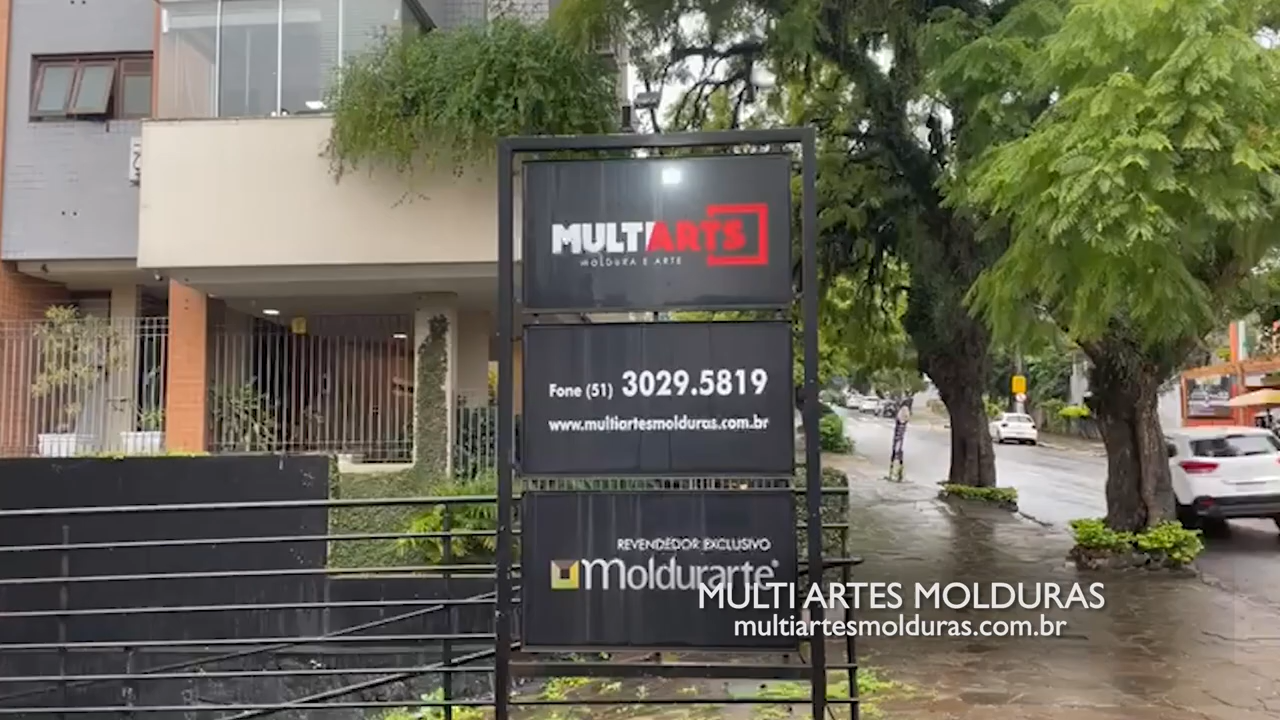 MULTIARTS
MOLDURA E ARTE
Fone (51) 3029.5819
www.multiartesmolduras.com.br
REVENDEDOR EXCLUSIVO
Moldurarte
MULTI ARTES MOLDURAS
multiartesmolduras.com.br